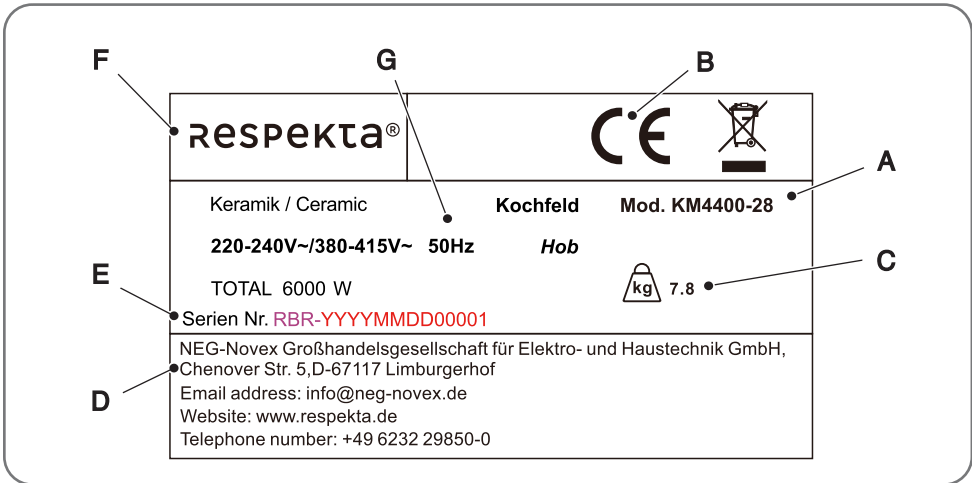 F G B
Respekta® CE
A
Keramik / Ceramic Kochfeld Mod. KM4400-28
220-240V~/380-415V~ 50Hz Hob
C
E
TOTAL 6000 W kg 7.8
Serien Nr. RBR-YYYYMMDD00001
NEG-Novex Großhandelsgesellschaft für Elektro- und Haustechnik GmbH,
Chenover Str. 5,D-67117 Limburgerhof
D
Email address: info@neg-novex.de
Website: www.respekta.de
Telephone number: +49 6232 29850-0